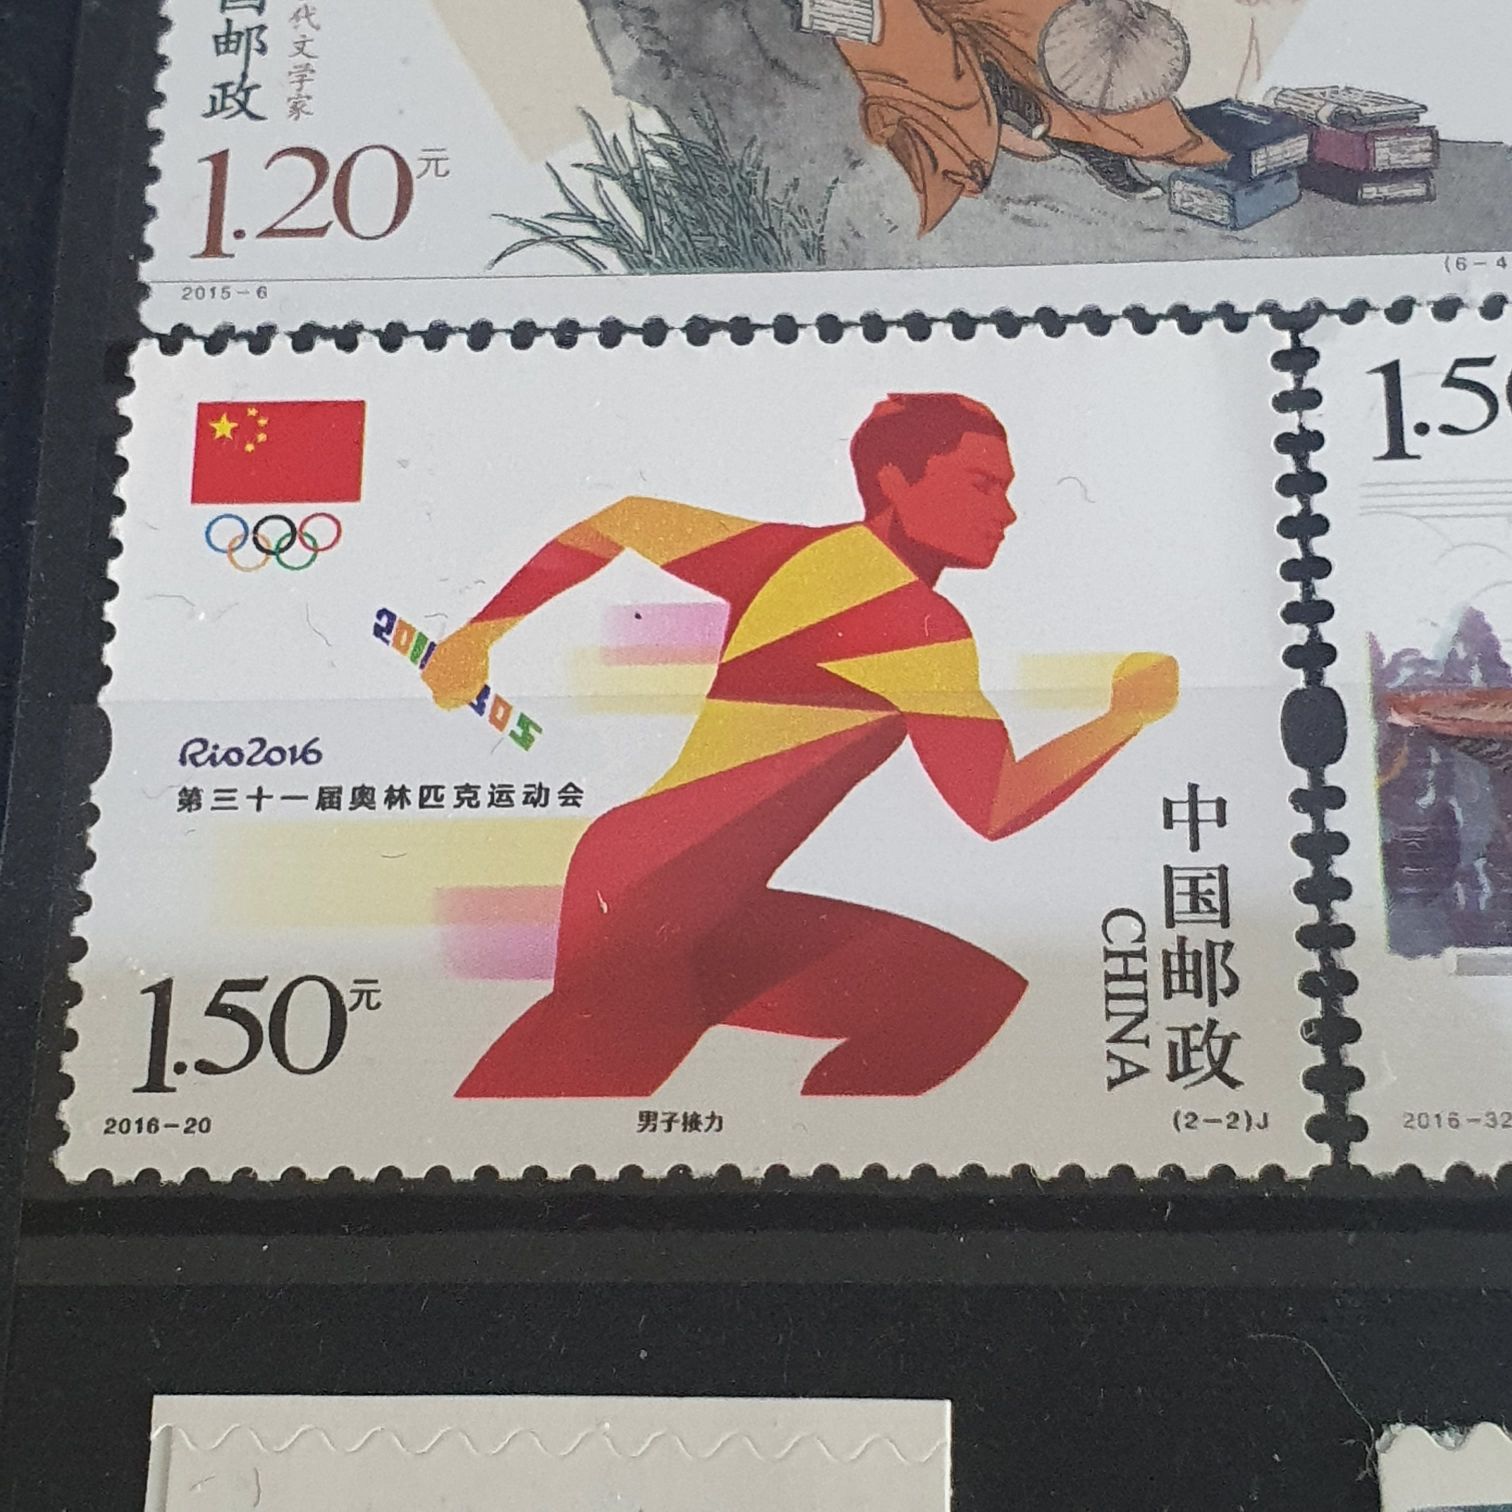 邮政
代文学家
1.20元
2015-6
(6-4
Rio2016
第三十一届奥林匹克运动会
1.50元
中国邮政
CHINA
2016-20
男子接力
(2-2)J
1.5
2016-32